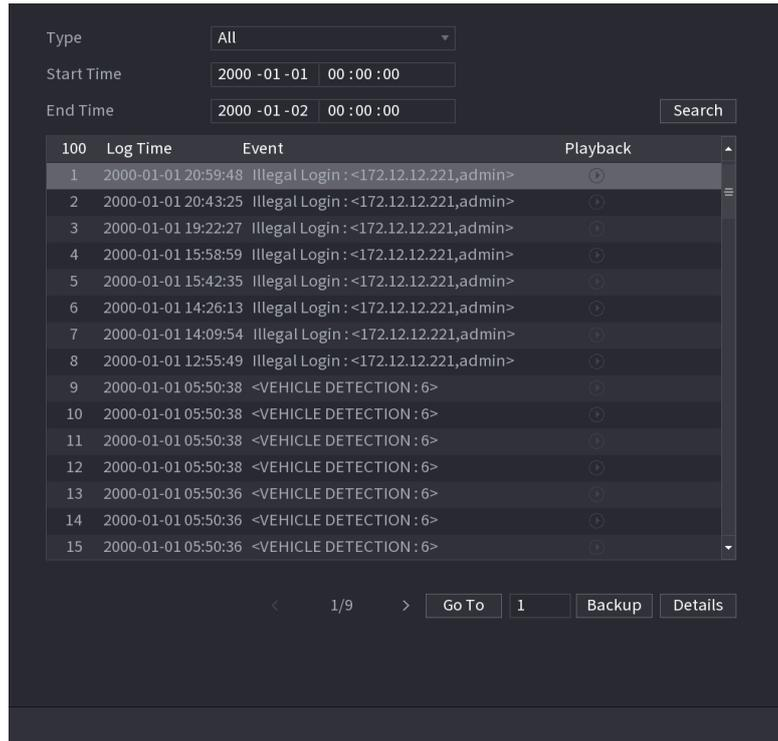 Type All
Start Time 2000 -01 -01 00 : 00 : 00
End Time 2000 -01 -02 00 : 00 : 00 Search
100 Log Time Event Playback
1 2000-01-01 20:59:48 Illegal Login : <172.12.12.221,admin>
2 2000-01-01 20:43:25 Illegal Login : <172.12.12.221,admin>
3 2000-01-01 19:22:27 Illegal Login : <172.12.12.221,admin>
4 2000-01-01 15:58:59 Illegal Login : <172.12.12.221,admin>
5 2000-01-01 15:42:35 Illegal Login : <172.12.12.221,admin>
6 2000-01-01 14:26:13 Illegal Login : <172.12.12.221,admin>
7 2000-01-01 14:09:54 Illegal Login : <172.12.12.221,admin>
8 2000-01-01 12:55:49 Illegal Login : <172.12.12.221,admin>
9 2000-01-01 05:50:38 <VEHICLE DETECTION : 6>
10 2000-01-01 05:50:38 <VEHICLE DETECTION : 6>
11 2000-01-01 05:50:38 <VEHICLE DETECTION : 6>
12 2000-01-01 05:50:38 <VEHICLE DETECTION : 6>
13 2000-01-01 05:50:36 <VEHICLE DETECTION : 6>
14 2000-01-01 05:50:36 <VEHICLE DETECTION : 6>
15 2000-01-01 05:50:36 <VEHICLE DETECTION : 6>
< 1/9 > Go To 1 Backup Details